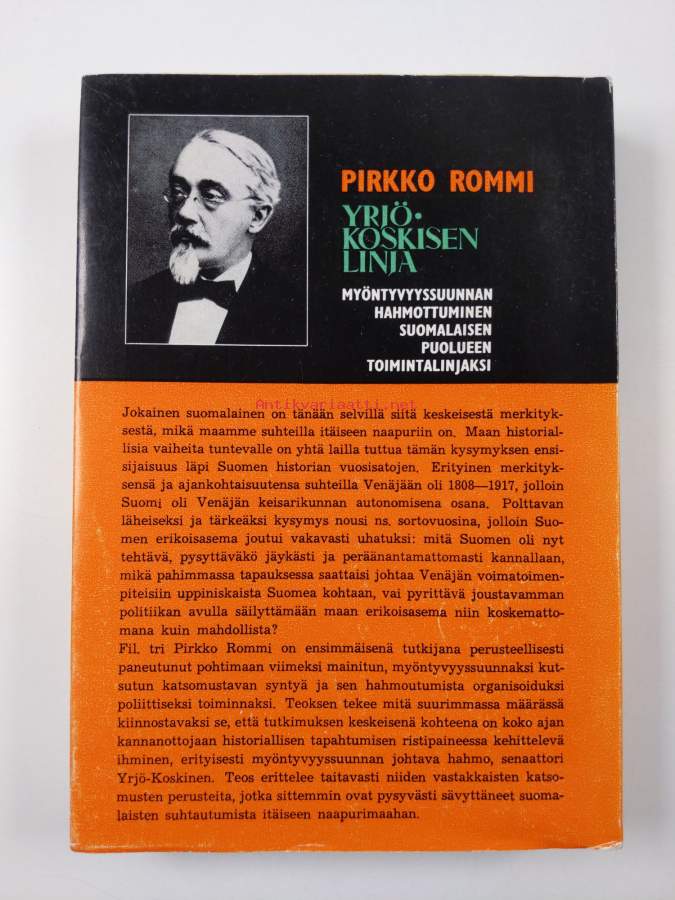 PIRKKO ROMMI
YRJÖ-
KOSKISEN
LINJA
MYÖNTYVYYSSUUNNAN
HAHMOTTUMINEN
SUOMALAISEN
PUOLUEEN
TOIMINTALINJAKSI
Antikvariaatti.net
Jokainen suomalainen on tänään selvillä siitä keskeisestä merkityk-
sestä, mikä maamme suhteilla itäiseen naapuriin on. Maan historial-
lisia vaiheita tuntevalle on yhtä lailla tuttua tämän kysymyksen ensi-
sijaisuus läpi Suomen historian vuosisatojen. Erityinen merkityk-
sensä ja ajankohtaisuutensa suhteilla Venäjään oli 1808—1917, jolloin
Suomi oli Venäjän keisarikunnan autonomisena osana. Polttavan
läheiseksi ja tärkeäksi kysymys nousi ns. sortovuosina, jolloin Suo-
men erikoisasema joutui vakavasti uhatuksi: mitä Suomen oli nyt
tehtävä, pysyttäväkö jäykästi ja peräänantamattomasti kannallaan,
mikä pahimmassa tapauksessa saattaisi johtaa Venäjän voimatoimen-
piteisiin uppiniskaista Suomea kohtaan, vai pyrittävä joustavamman
politiikan avulla säilyttämään maan erikoisasema niin koskematto-
mana kuin mahdollista?
Fil. tri Pirkko Rommi on ensimmäisenä tutkijana perusteellisesti
paneutunut pohtimaan viimeksi mainitun, myöntyvyyssuunnaksi kut-
sutun katsomustavan syntyä ja sen hahmoutumista organisoiduksi
poliittiseksi toiminnaksi. Teoksen tekee mitä suurimmassa määrässä
kiinnostavaksi se, että tutkimuksen keskeisenä kohteena on koko ajan
kannanottojaan historiallisen tapahtumisen ristipaineessa kehittelevä
ihminen, erityisesti myöntyvyyssuunnan johtava hahmo, senaattori
Yrjö-Koskinen. Teos erittelee taitavasti niiden vastakkaisten katso-
musten perusteita, jotka sittemmin ovat pysyvästi sävyttäneet suoma-
laisten suhtautumista itäiseen naapurimaahan.